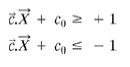 c⃗.X⃗ + c₀ ≥ + 1
c⃗.X⃗ + c₀ ≤ − 1